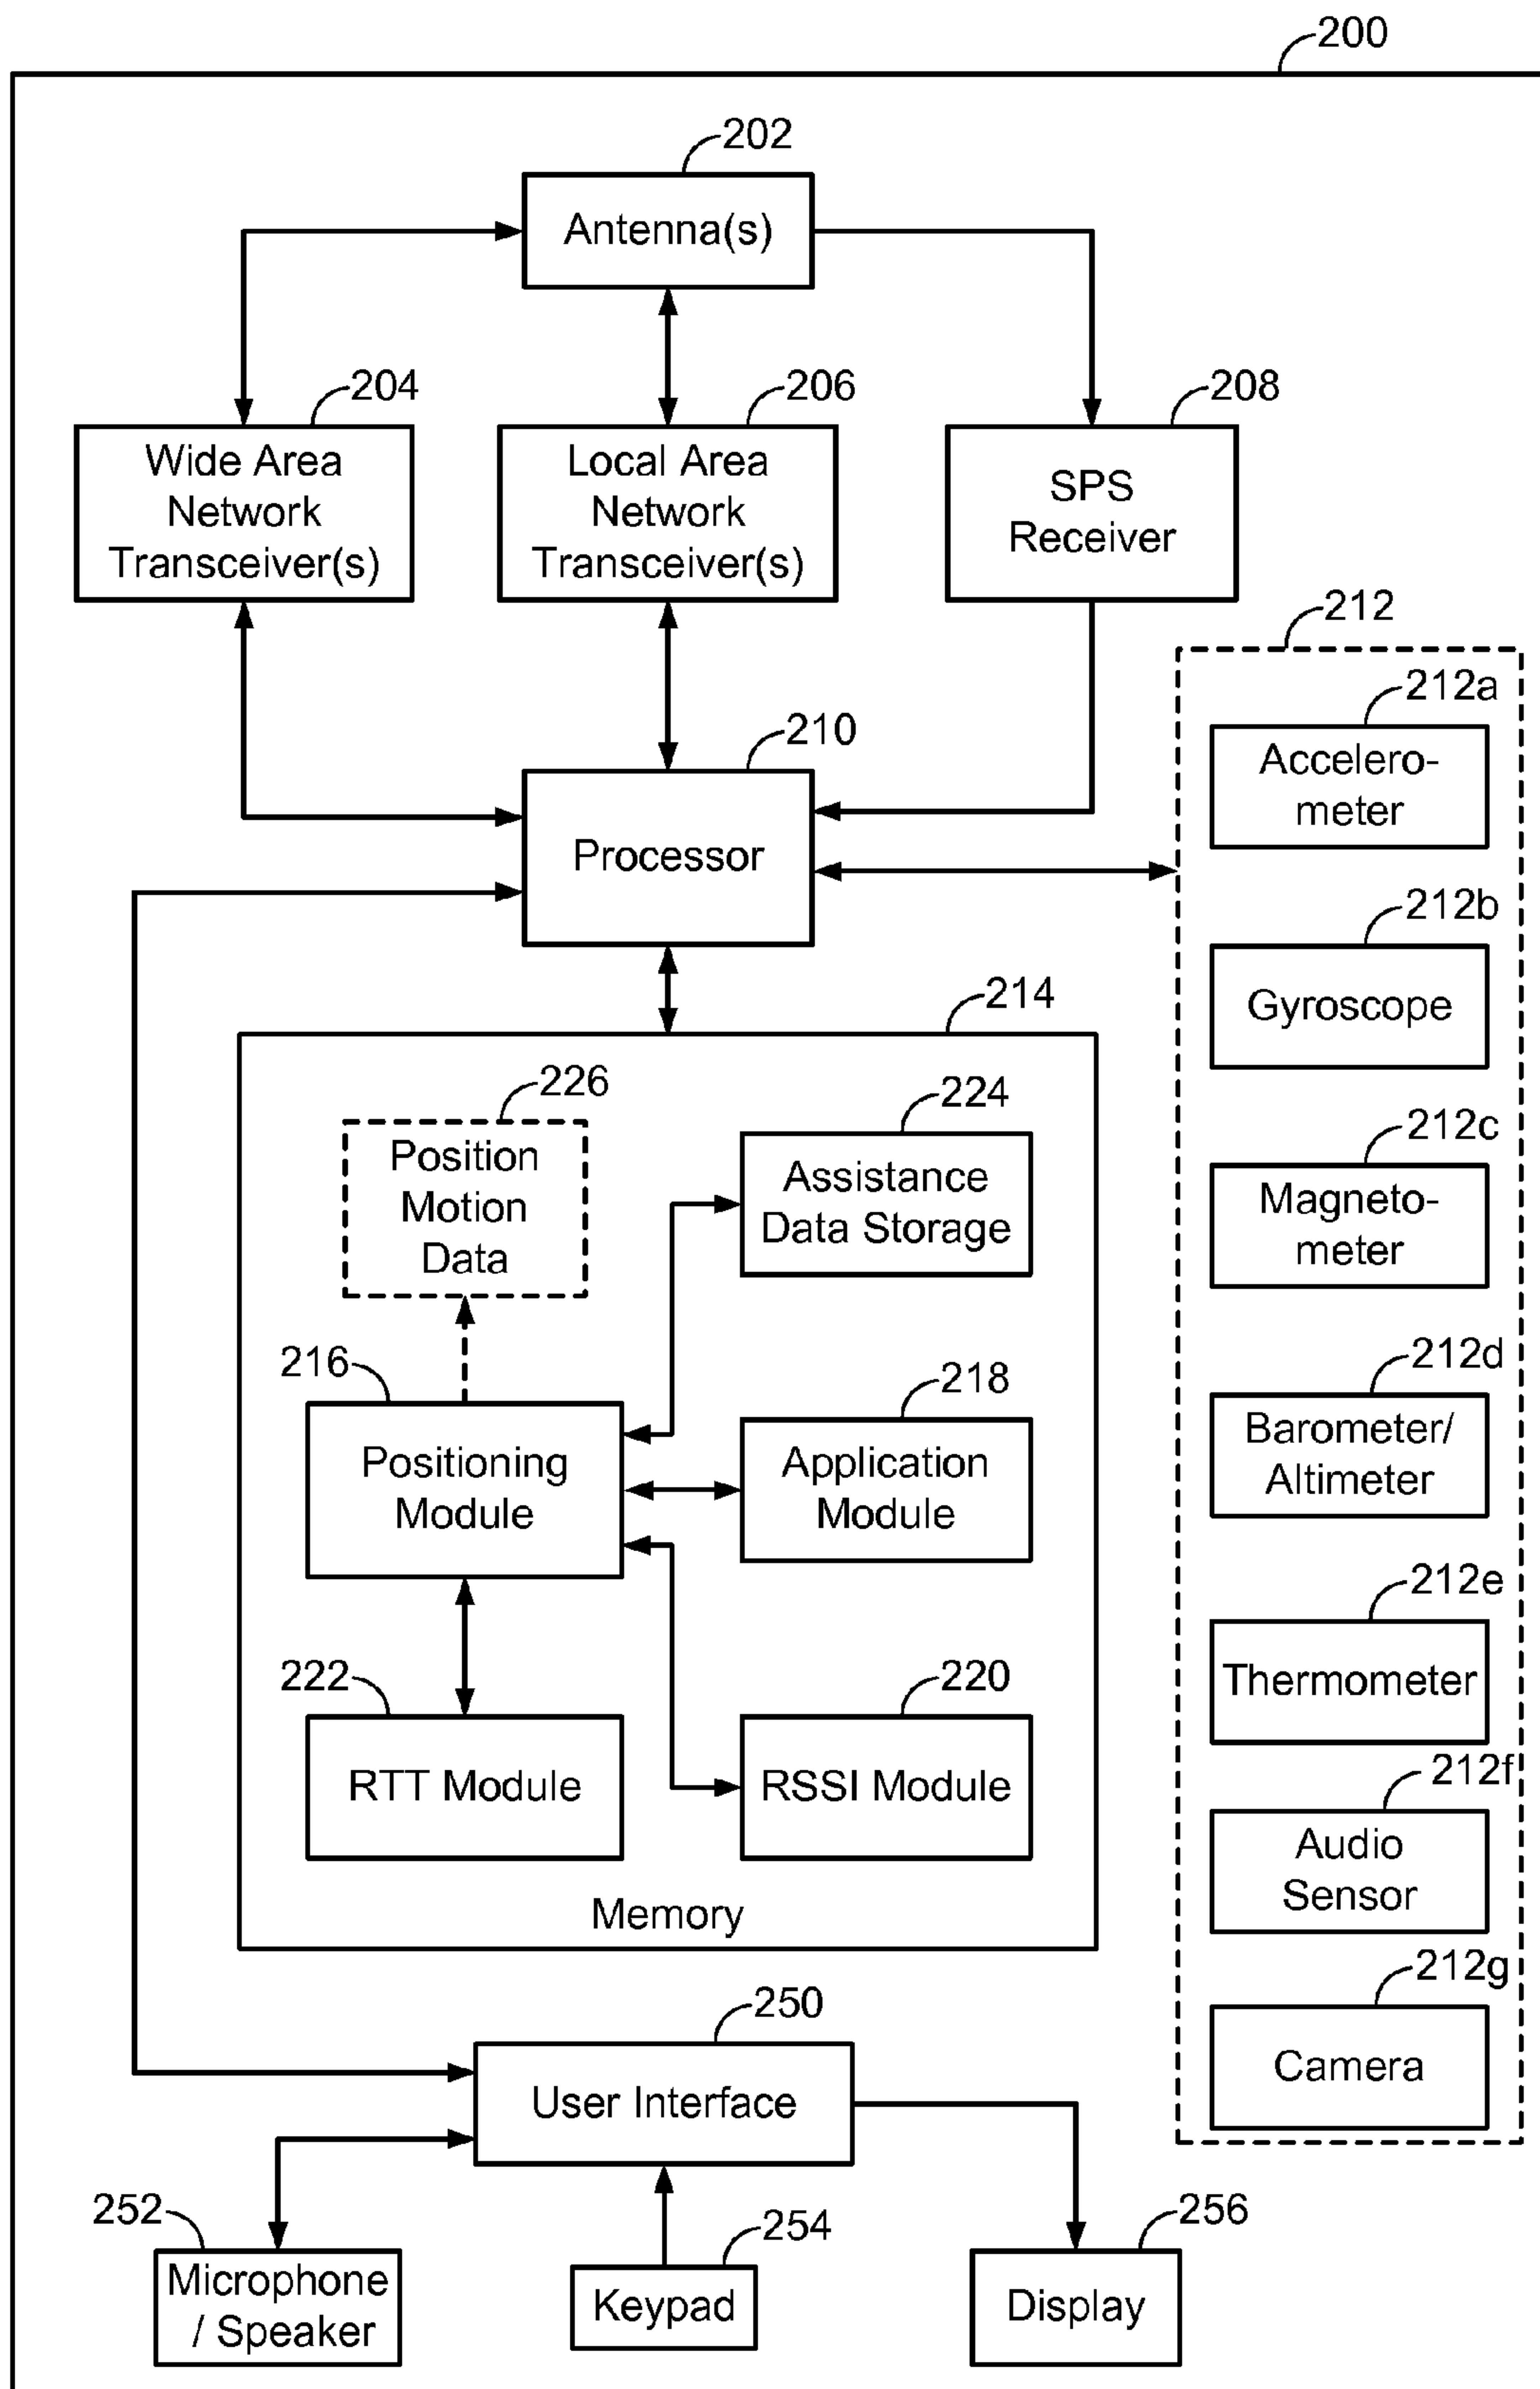 200
202
Antenna(s)
204
206
208
Wide Area
Network
Transceiver(s)
Local Area
Network
Transceiver(s)
SPS
Receiver
212
212a
Accelero-
meter
210
Processor
212b
Gyroscope
214
226
Position
Motion
Data
224
Assistance
Data Storage
212c
Magneto-
meter
216
Positioning
Module
218
Application
Module
212d
Barometer/
Altimeter
212e
Thermometer
222
RTT Module
220
RSSI Module
212f
Audio
Sensor
Memory
212g
Camera
250
User Interface
252
Microphone
/ Speaker
254
Keypad
256
Display